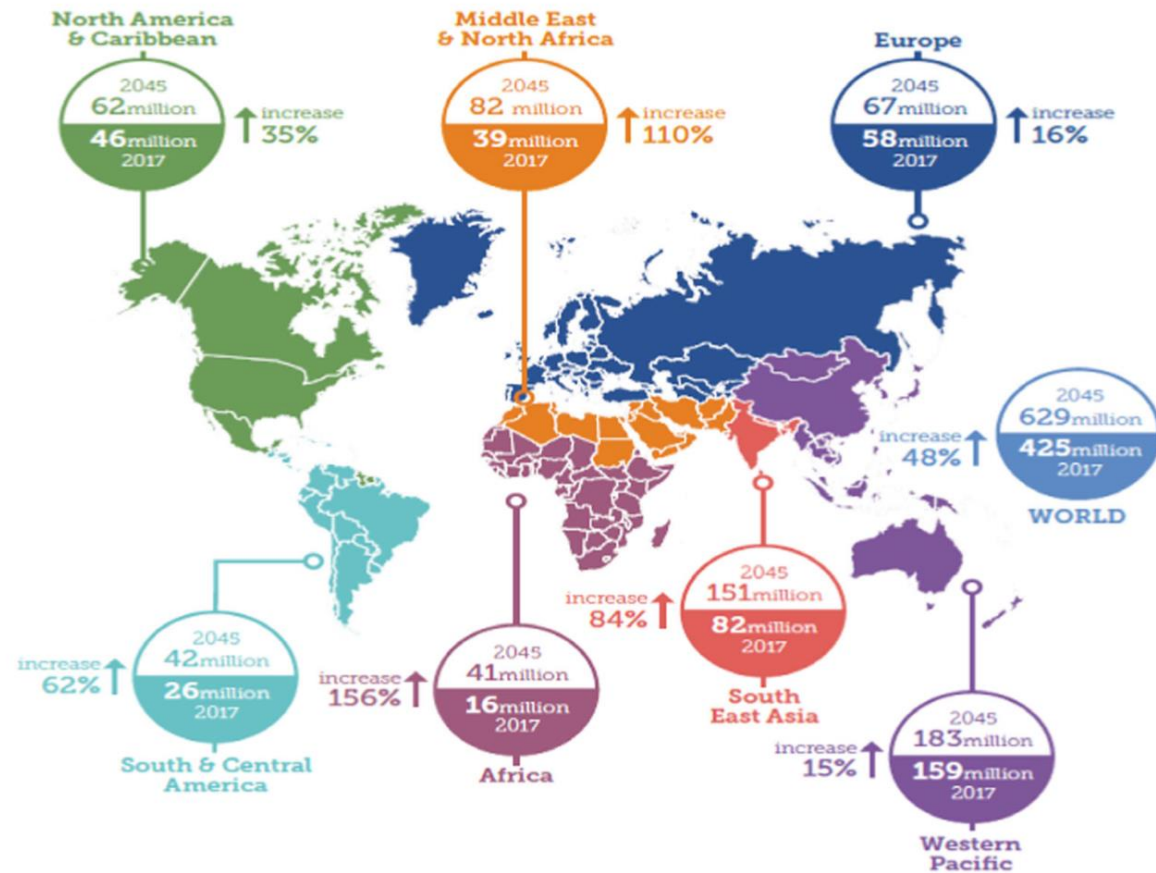 North America
& Caribbean
2045
62million
46million
2017
increase
35%
Middle East
& North Africa
2045
82 million
39million
2017
increase
110%
Europe
2045
67million
58million
2017
increase
16%
2045
629million
425million
2017
increase
48%
WORLD
2045
42million
26million
2017
increase
62%
South & Central
America
2045
41million
16million
2017
increase
156%
Africa
2045
151million
82million
2017
increase
84%
South
East Asia
2045
183million
159million
2017
increase
15%
Western
Pacific